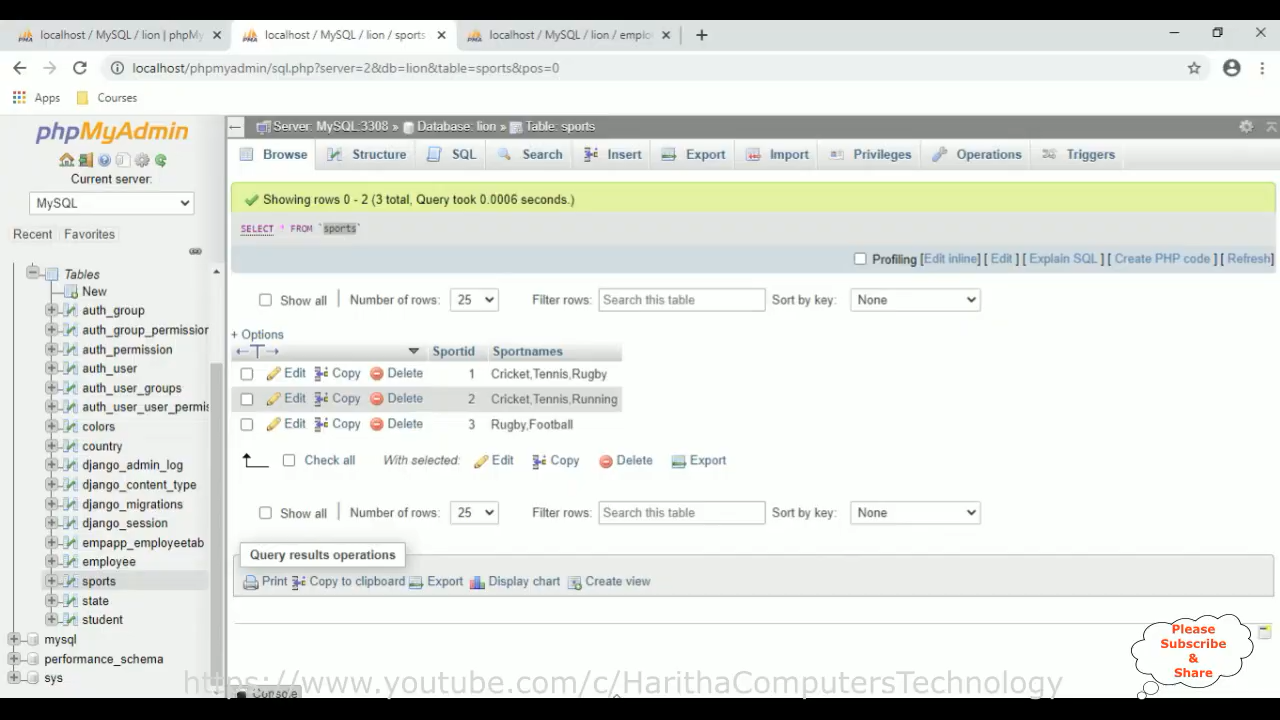 localhost / MySQL / lion | phpMy
localhost / MySQL / lion / sports
localhost / MySQL / lion / emplo
localhost/phpmyadmin/sql.php?server=2&db=lion&table=sports&pos=0
Apps
Courses
phpMyAdmin
Current server:
MySQL
Recent
Favorites
Tables
New
auth_group
auth_group_permission
auth_permission
auth_user
auth_user_groups
auth_user_user_permis
colors
country
django_admin_log
django_content_type
django_migrations
django_session
empapp_employeetab
employee
sports
state
student
mysql
performance_schema
sys
Server: MySQL:3308 » Database: lion » Table: sports
Browse Structure SQL Search Insert Export Import Privileges Operations Triggers
Showing rows 0 - 2 (3 total, Query took 0.0006 seconds.)
SELECT * FROM `sports`
Profiling [Edit inline] [ Edit ] [ Explain SQL ] [ Create PHP code ] [ Refresh]
Show all | Number of rows: 25 Filter rows: Search this table Sort by key: None
+ Options
←T→ Sportid Sportnames
Edit Copy Delete 1 Cricket,Tennis,Rugby
Edit Copy Delete 2 Cricket,Tennis,Running
Edit Copy Delete 3 Rugby,Football
Check all With selected: Edit Copy Delete Export
Show all | Number of rows: 25 Filter rows: Search this table Sort by key: None
Query results operations
Print Copy to clipboard Export Display chart Create view
Please
Subscribe
&
Share
Console
https://www.youtube.com/c/HarithaComputersTechnology